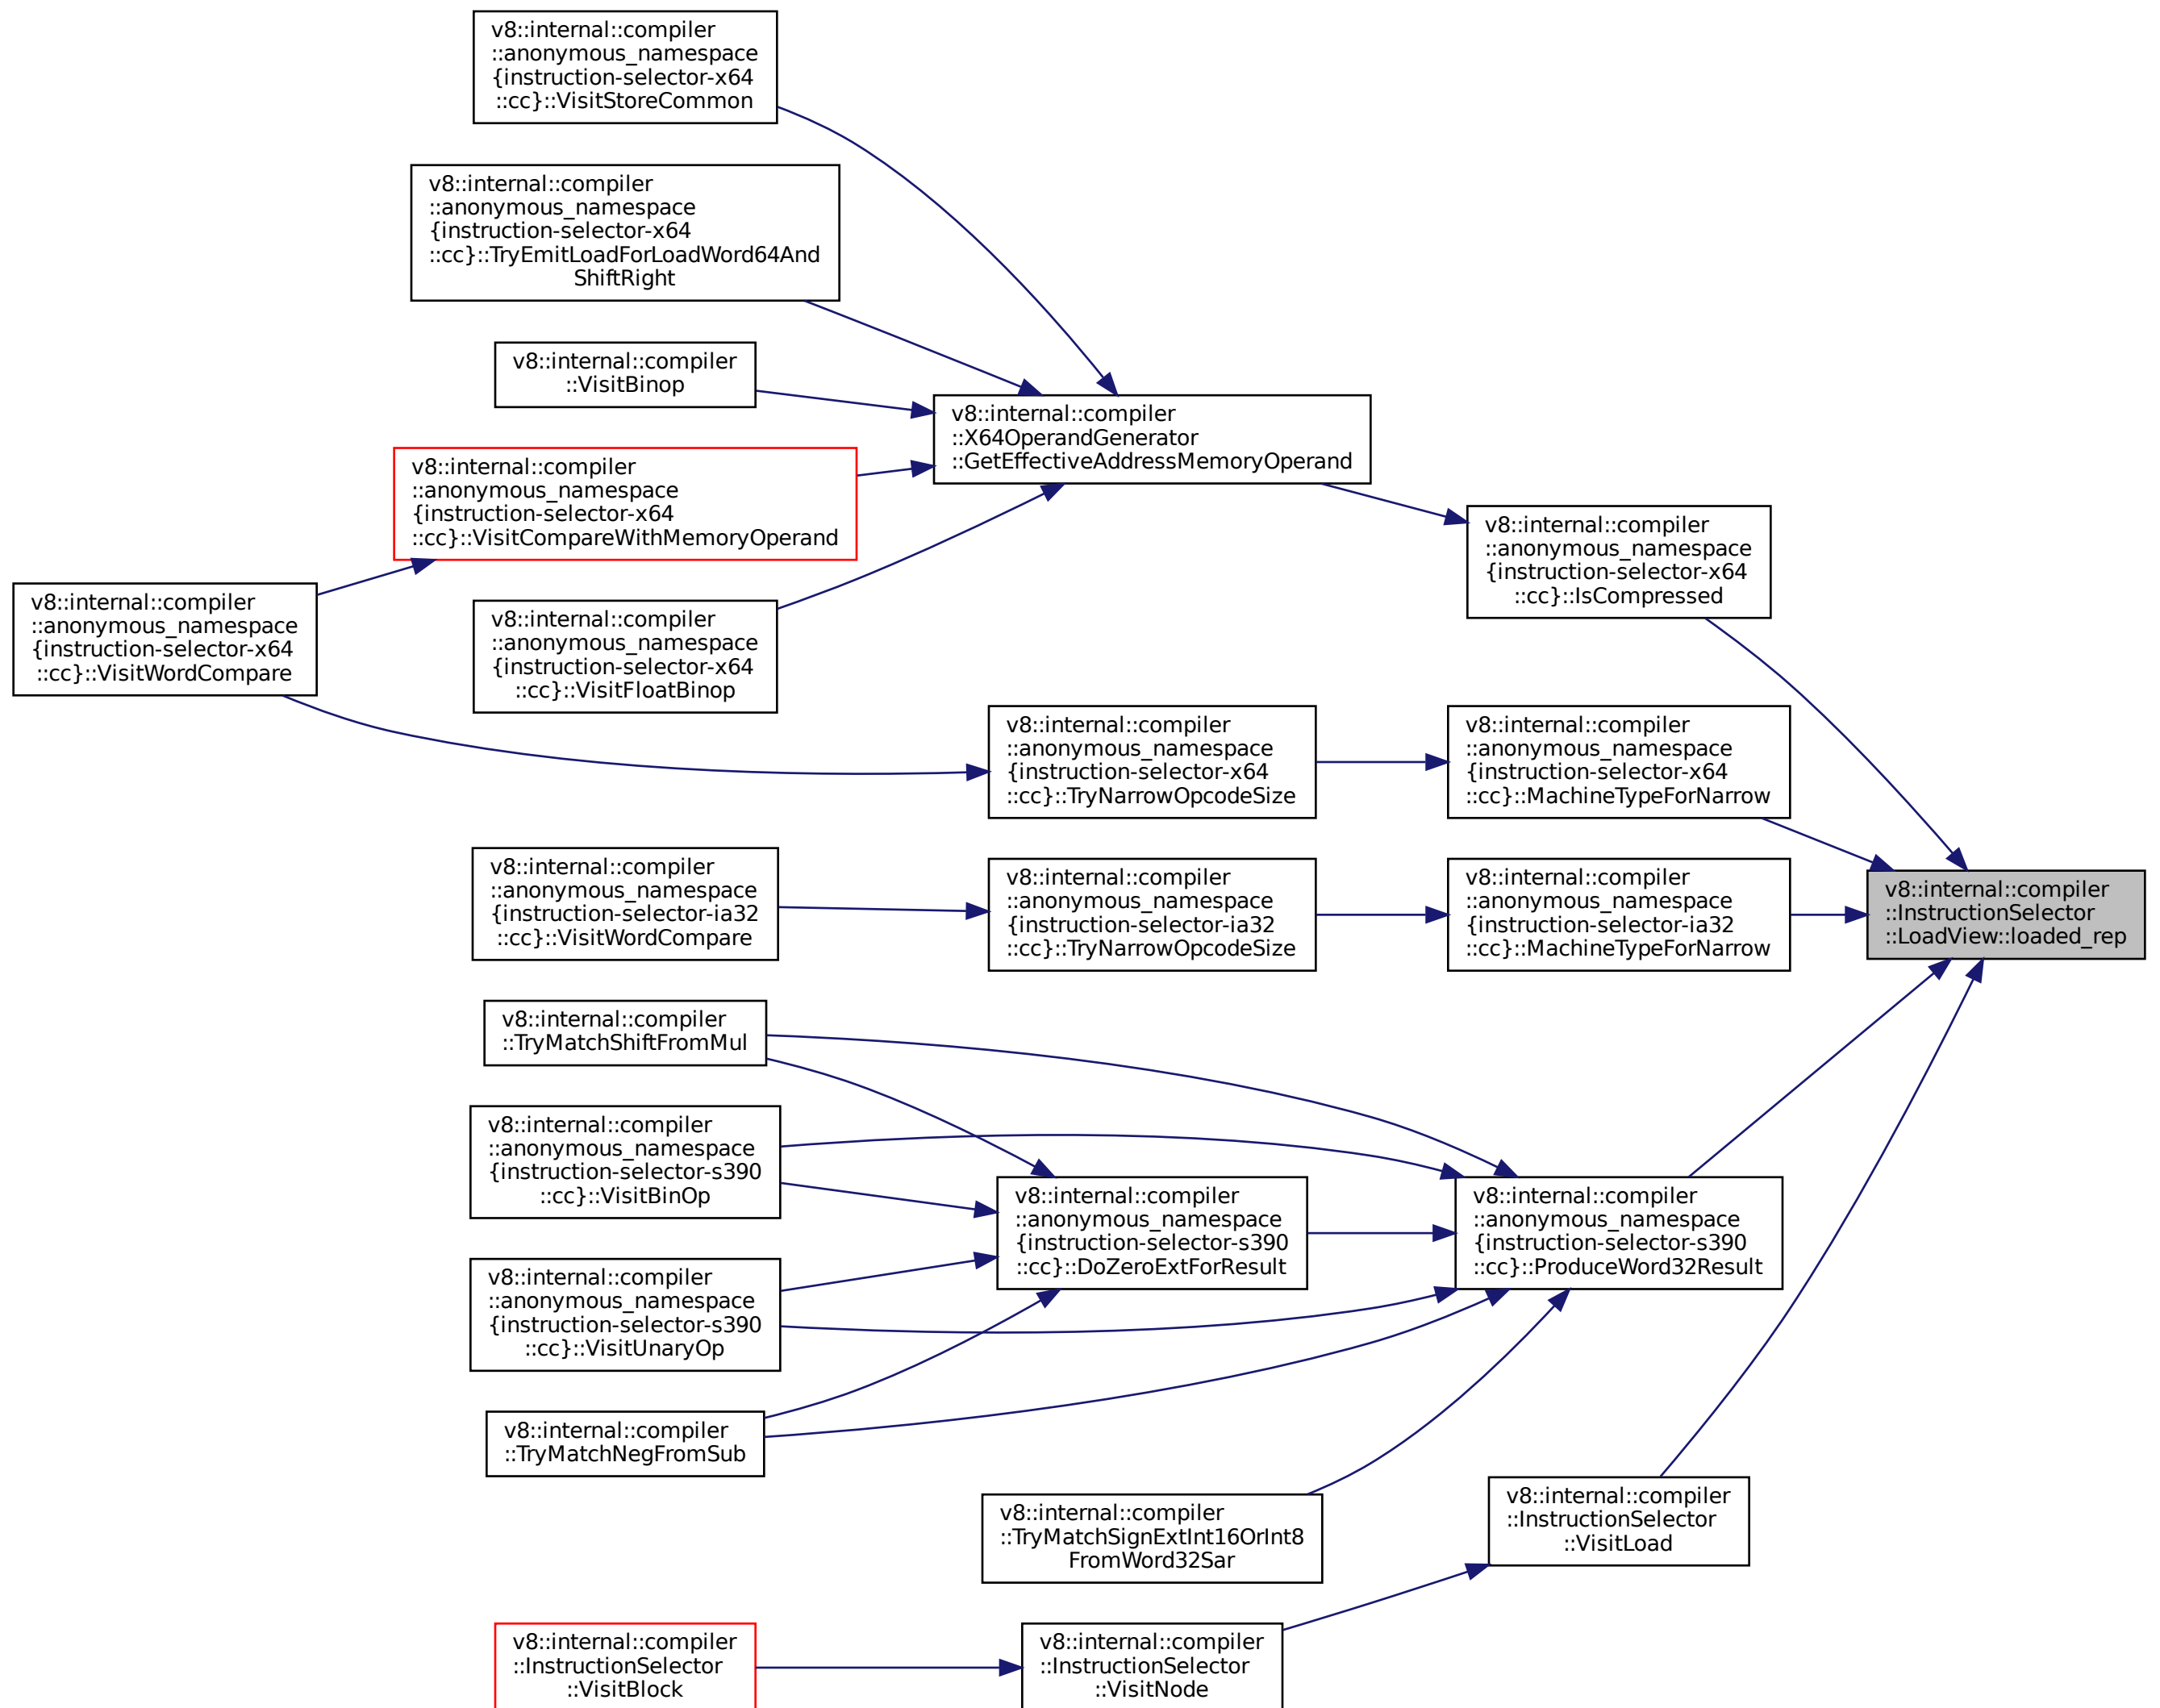 v8::internal::compiler
::anonymous_namespace
{instruction-selector-x64
::cc}::VisitStoreCommon
v8::internal::compiler
::anonymous_namespace
{instruction-selector-x64
::cc}::TryEmitLoadForLoadWord64And
ShiftRight
v8::internal::compiler
::VisitBinop
v8::internal::compiler
::X64OperandGenerator
::GetEffectiveAddressMemoryOperand
v8::internal::compiler
::anonymous_namespace
{instruction-selector-x64
::cc}::VisitCompareWithMemoryOperand
v8::internal::compiler
::anonymous_namespace
{instruction-selector-x64
::cc}::IsCompressed
v8::internal::compiler
::anonymous_namespace
{instruction-selector-x64
::cc}::VisitWordCompare
v8::internal::compiler
::anonymous_namespace
{instruction-selector-x64
::cc}::VisitFloatBinop
v8::internal::compiler
::anonymous_namespace
{instruction-selector-x64
::cc}::TryNarrowOpcodeSize
v8::internal::compiler
::anonymous_namespace
{instruction-selector-x64
::cc}::MachineTypeForNarrow
v8::internal::compiler
::anonymous_namespace
{instruction-selector-ia32
::cc}::VisitWordCompare
v8::internal::compiler
::anonymous_namespace
{instruction-selector-ia32
::cc}::TryNarrowOpcodeSize
v8::internal::compiler
::anonymous_namespace
{instruction-selector-ia32
::cc}::MachineTypeForNarrow
v8::internal::compiler
::InstructionSelector
::LoadView::loaded_rep
v8::internal::compiler
::TryMatchShiftFromMul
v8::internal::compiler
::anonymous_namespace
{instruction-selector-s390
::cc}::VisitBinOp
v8::internal::compiler
::anonymous_namespace
{instruction-selector-s390
::cc}::DoZeroExtForResult
v8::internal::compiler
::anonymous_namespace
{instruction-selector-s390
::cc}::ProduceWord32Result
v8::internal::compiler
::anonymous_namespace
{instruction-selector-s390
::cc}::VisitUnaryOp
v8::internal::compiler
::TryMatchNegFromSub
v8::internal::compiler
::TryMatchSignExtInt16OrInt8
FromWord32Sar
v8::internal::compiler
::InstructionSelector
::VisitLoad
v8::internal::compiler
::InstructionSelector
::VisitBlock
v8::internal::compiler
::InstructionSelector
::VisitNode